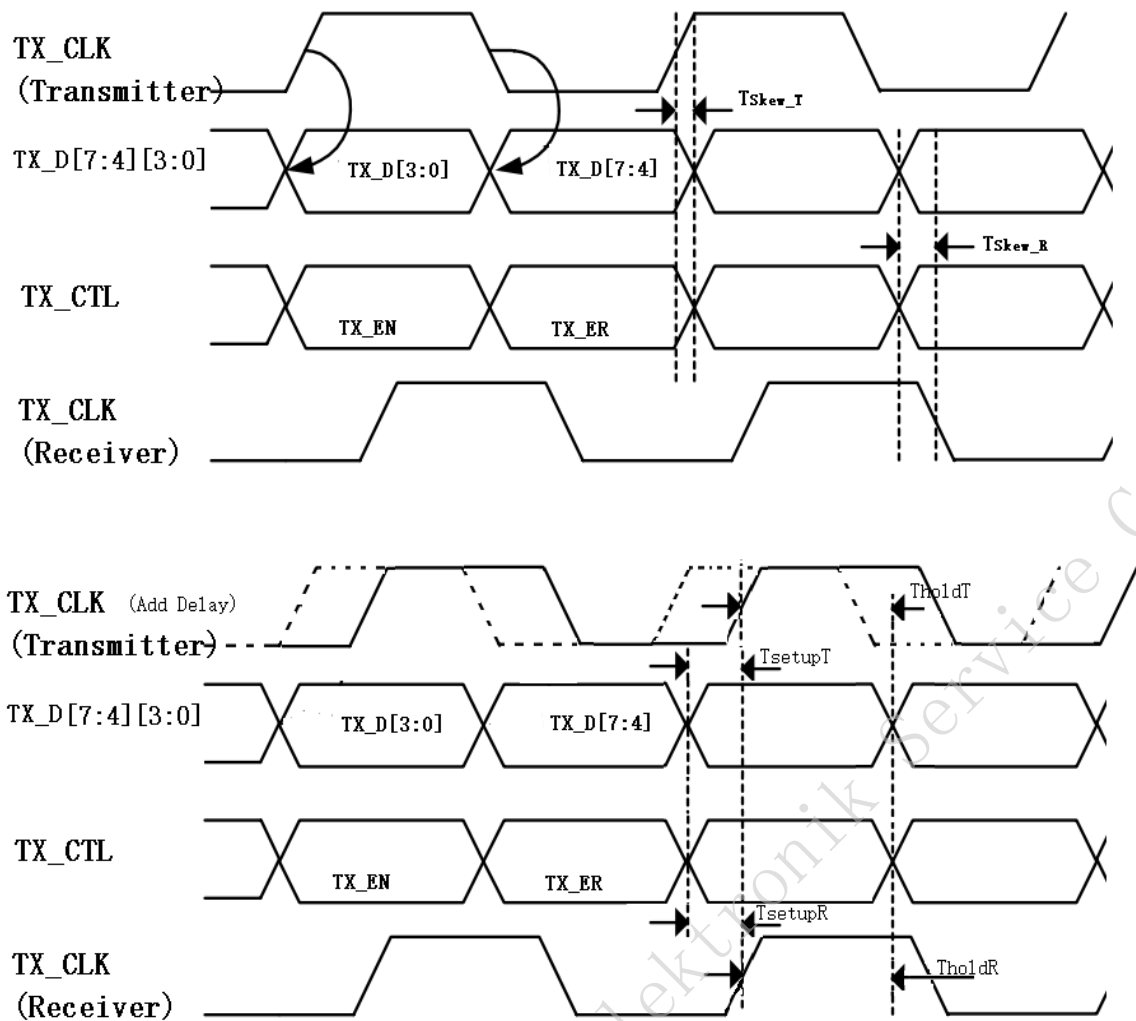 TX_CLK
(Transmitter)
Tskew_T
TX_D[7:4][3:0]
TX_D[3:0]
TX_D[7:4]
Tskew_R
TX_CTL
TX_EN
TX_ER
TX_CLK
(Receiver)
TX_CLK (Add Delay)
(Transmitter)
TholdT
TsetupT
TX_D[7:4][3:0]
TX_D[3:0]
TX_D[7:4]
TX_CTL
TX_EN
TX_ER
TsetupR
TX_CLK
(Receiver)
TholdR
lektronik Service C